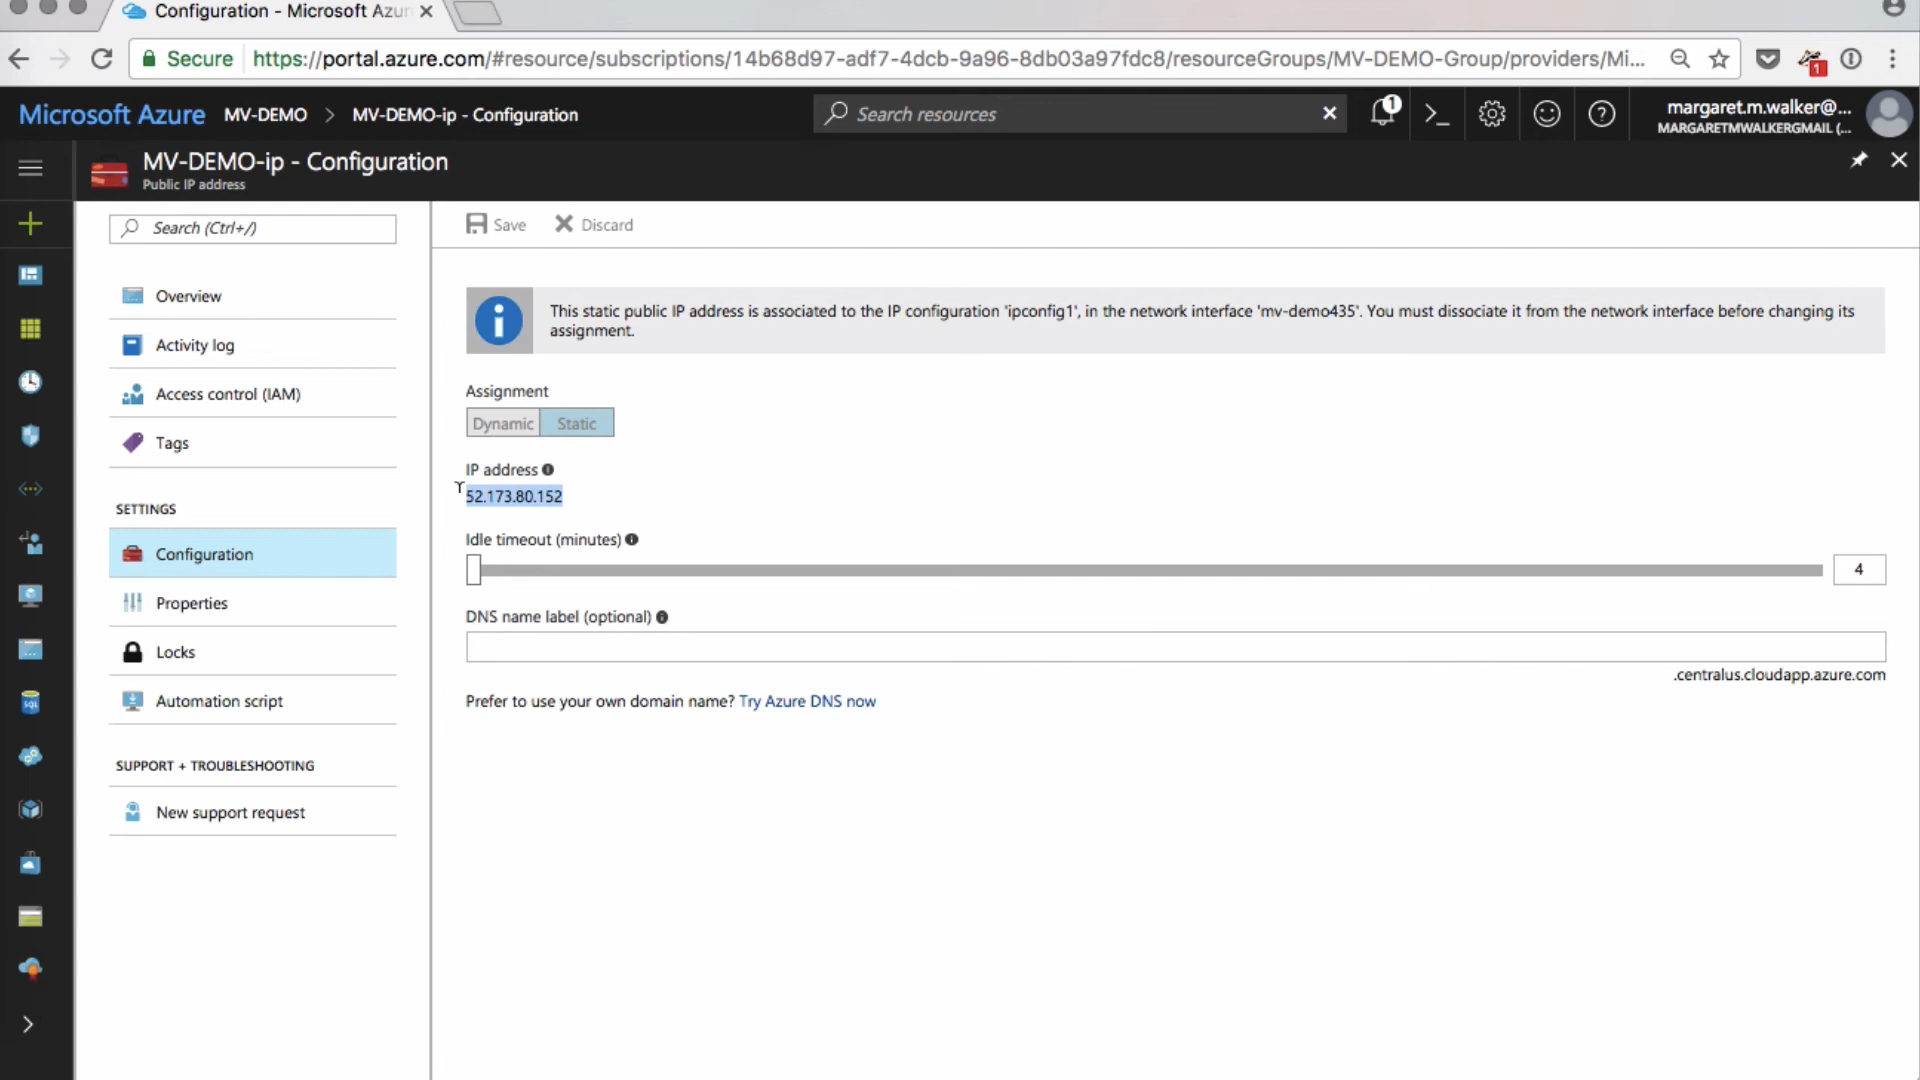 Configuration - Microsoft Azur
Secure https://portal.azure.com/#resource/subscriptions/14b68d97-adf7-4dcb-9a96-8db03a97fdc8/resourceGroups/MV-DEMO-Group/providers/Mi...
1
Microsoft Azure MV-DEMO > MV-DEMO-ip - Configuration
Search resources
1
margaret.m.walker@...
MARGARETMWALKERGMAIL (...
MV-DEMO-ip - Configuration
Public IP address
Search (Ctrl+/)
Overview
Activity log
Access control (IAM)
Tags
SETTINGS
Configuration
Properties
Locks
Automation script
SUPPORT + TROUBLESHOOTING
New support request
Save Discard
This static public IP address is associated to the IP configuration 'ipconfig1', in the network interface 'mv-demo435'. You must dissociate it from the network interface before changing its
assignment.
Assignment
Dynamic Static
IP address
52.173.80.152
Idle timeout (minutes)
4
DNS name label (optional)
.centralus.cloudapp.azure.com
Prefer to use your own domain name? Try Azure DNS now
SQL